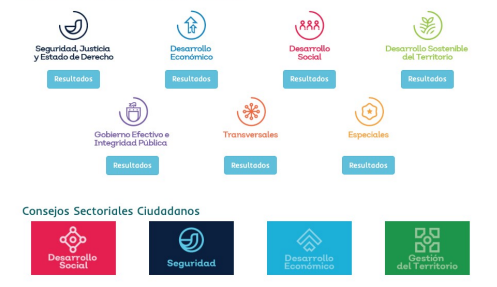 Seguridad, Justicia
y Estado de Derecho
Resultados
Desarrollo
Económico
Resultados
Desarrollo
Social
Resultados
Desarrollo Sostenible
del Territorio
Resultados
Gobierno Efectivo e
Integridad Pública
Resultados
Transversales
Resultados
Especiales
Resultados
Consejos Sectoriales Ciudadanos
Desarrollo
Social
Seguridad
Desarrollo
Económico
Gestión
del Territorio